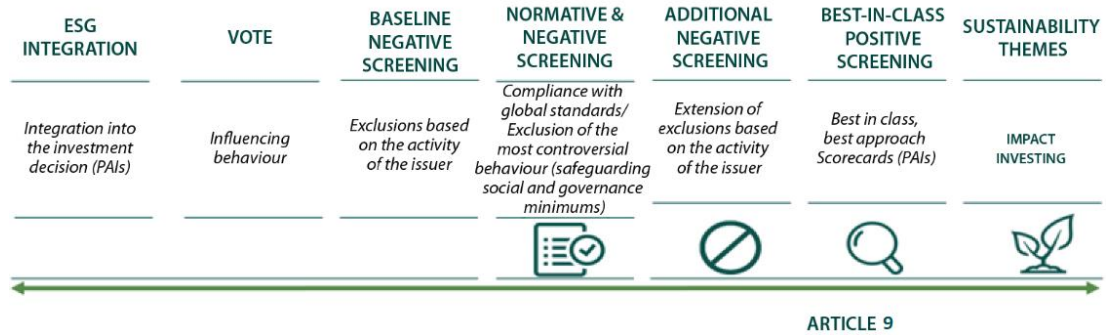 ESG
INTEGRATION
VOTE
BASELINE
NEGATIVE
SCREENING
NORMATIVE &
NEGATIVE
SCREENING
ADDITIONAL
NEGATIVE
SCREENING
BEST-IN-CLASS
POSITIVE
SCREENING
SUSTAINABILITY
THEMES
Integration into
the investment
decision (PAIs)
Influencing
behaviour
Exclusions based
on the activity
of the issuer
Compliance with
global standards/
Exclusion of the
most controversial
behaviour (safeguarding
social and governance
minimums)
Extension of
exclusions based
on the activity
of the issuer
Best in class,
best approach
Scorecards (PAIs)
IMPACT
INVESTING
ARTICLE 9